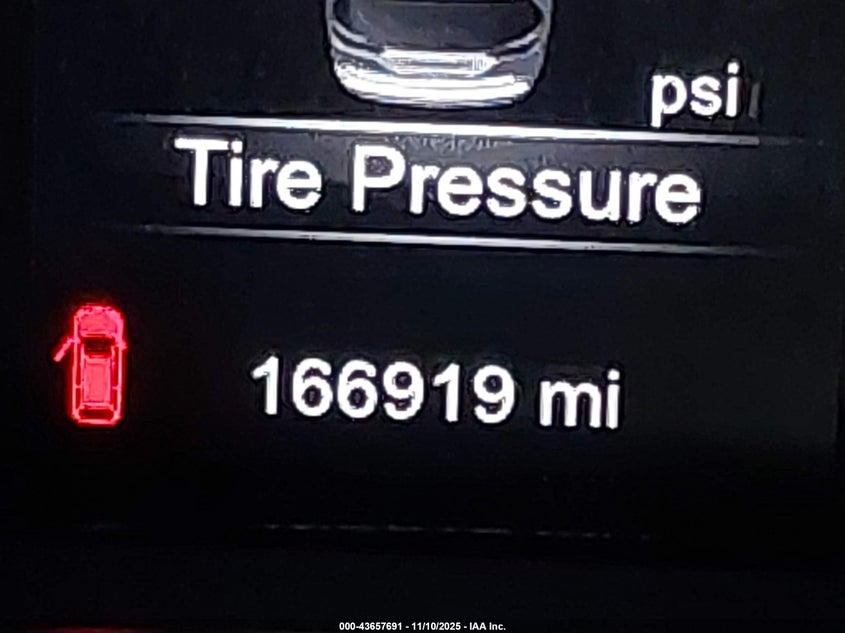 psi
Tire Pressure
166919 mi
000-43657691 - 11/10/2025 - IAA Inc.